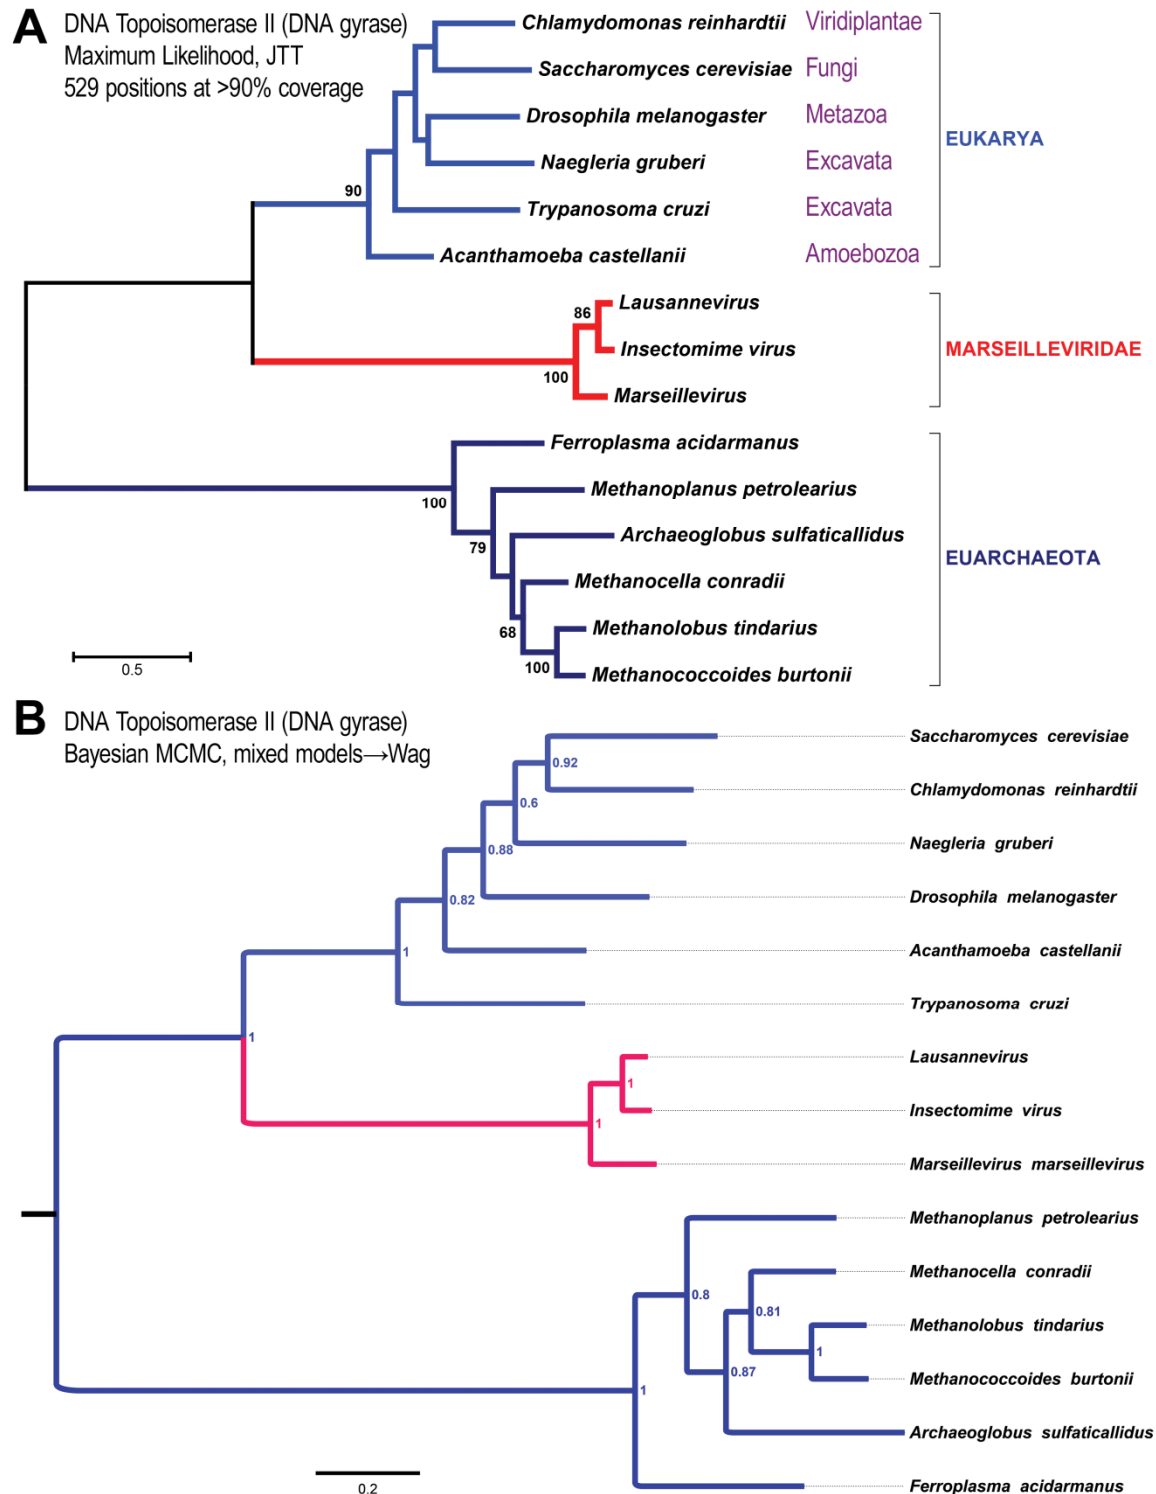 A
DNA Topoisomerase II (DNA gyrase)
Maximum Likelihood, JTT
529 positions at >90% coverage
Chlamydomonas reinhardtii Viridiplantae
Saccharomyces cerevisiae Fungi
Drosophila melanogaster Metazoa
EUKARYA
Naegleria gruberi Excavata
90
Trypanosoma cruzi Excavata
Acanthamoeba castellanii Amoebozoa
Lausannevirus
86
Insectomime virus
MARSEILLEVIRIDAE
100
Marseillevirus
Ferroplasma acidarmanus
Methanoplanus petrolearius
100
Archaeoglobus sulfaticallidus
79
EUARCHAEOTA
Methanocella conradii
Methanolobus tindarius
68
100
Methanococcoides burtonii
0.5
B
DNA Topoisomerase II (DNA gyrase)
Bayesian MCMC, mixed models→Wag
Saccharomyces cerevisiae
0.92
Chlamydomonas reinhardtii
0.6
Naegleria gruberi
0.88
Drosophila melanogaster
0.82
Acanthamoeba castellanii
1
Trypanosoma cruzi
1
Lausannevirus
1
Insectomime virus
1
Marseillevirus marseillevirus
Methanoplanus petrolearius
Methanocella conradii
0.8
0.81
Methanolobus tindarius
1
0.87
Methanococcoides burtonii
1
Archaeoglobus sulfaticallidus
Ferroplasma acidarmanus
0.2